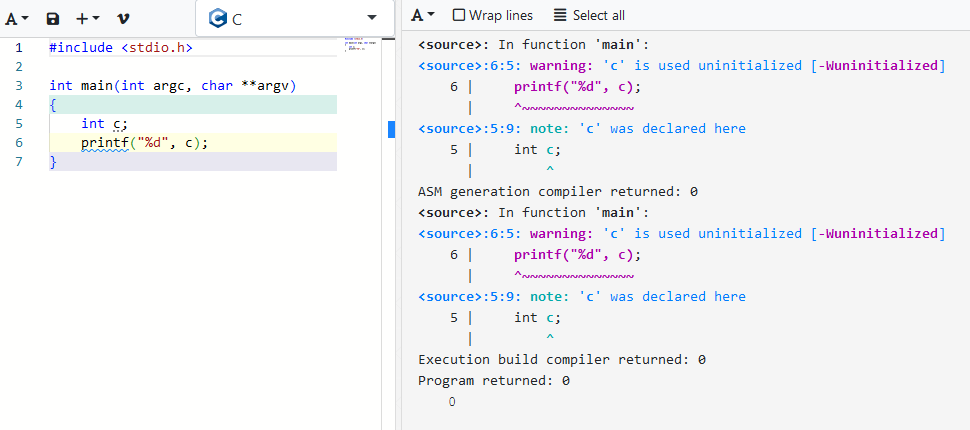 A
C
1 #include <stdio.h>
2
3 int main(int argc, char **argv)
4 {
5 int c;
6 printf("%d", c);
7 }
A Wrap lines Select all
<source>: In function 'main':
<source>:6:5: warning: 'c' is used uninitialized [-Wuninitialized]
6 | printf("%d", c);
| ^~~~~~~~~~~~~~~
<source>:5:9: note: 'c' was declared here
5 | int c;
| ^
ASM generation compiler returned: 0
<source>: In function 'main':
<source>:6:5: warning: 'c' is used uninitialized [-Wuninitialized]
6 | printf("%d", c);
| ^~~~~~~~~~~~~~~
<source>:5:9: note: 'c' was declared here
5 | int c;
| ^
Execution build compiler returned: 0
Program returned: 0
0